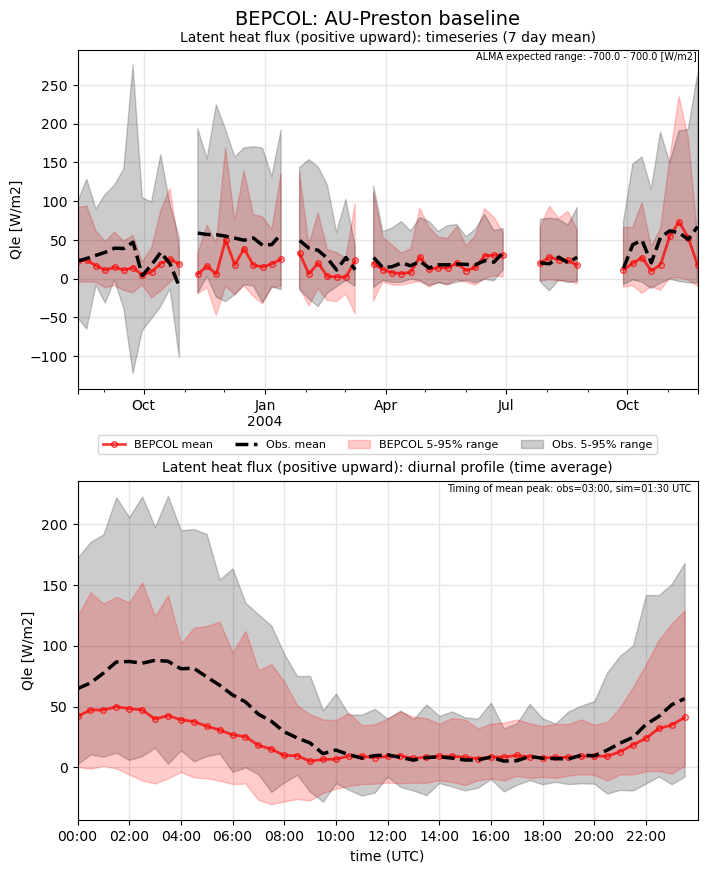 BEPCOL: AU-Preston baseline
Latent heat flux (positive upward): timeseries (7 day mean)
ALMA expected range: -700.0 - 700.0 [W/m2]
Qle [W/m2]
250
200
150
100
50
0
−50
−100
Oct
Jan
2004
Apr
Jul
Oct
BEPCOL mean
Obs. mean
BEPCOL 5-95% range
Obs. 5-95% range
Latent heat flux (positive upward): diurnal profile (time average)
Timing of mean peak: obs=03:00, sim=01:30 UTC
Qle [W/m2]
200
150
100
50
0
00:00
02:00
04:00
06:00
08:00
10:00
12:00
14:00
16:00
18:00
20:00
22:00
time (UTC)